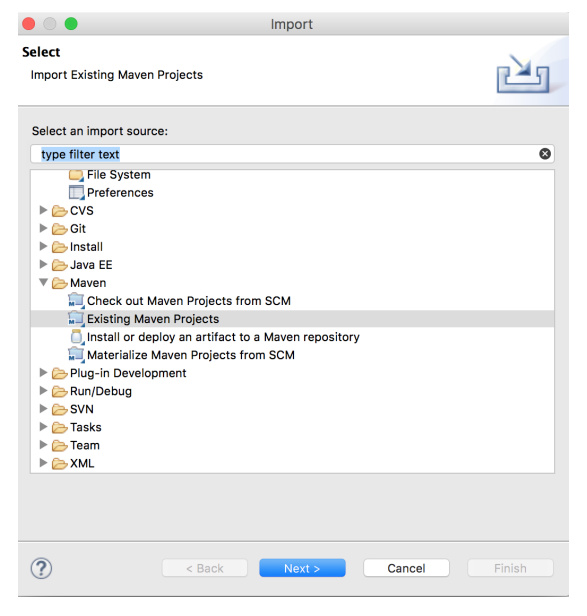 Import
Select
Import Existing Maven Projects
Select an import source:
type filter text
File System
Preferences
CVS
Git
Install
Java EE
Maven
Check out Maven Projects from SCM
Existing Maven Projects
Install or deploy an artifact to a Maven repository
Materialize Maven Projects from SCM
Plug-in Development
Run/Debug
SVN
Tasks
Team
XML
? < Back Next > Cancel Finish